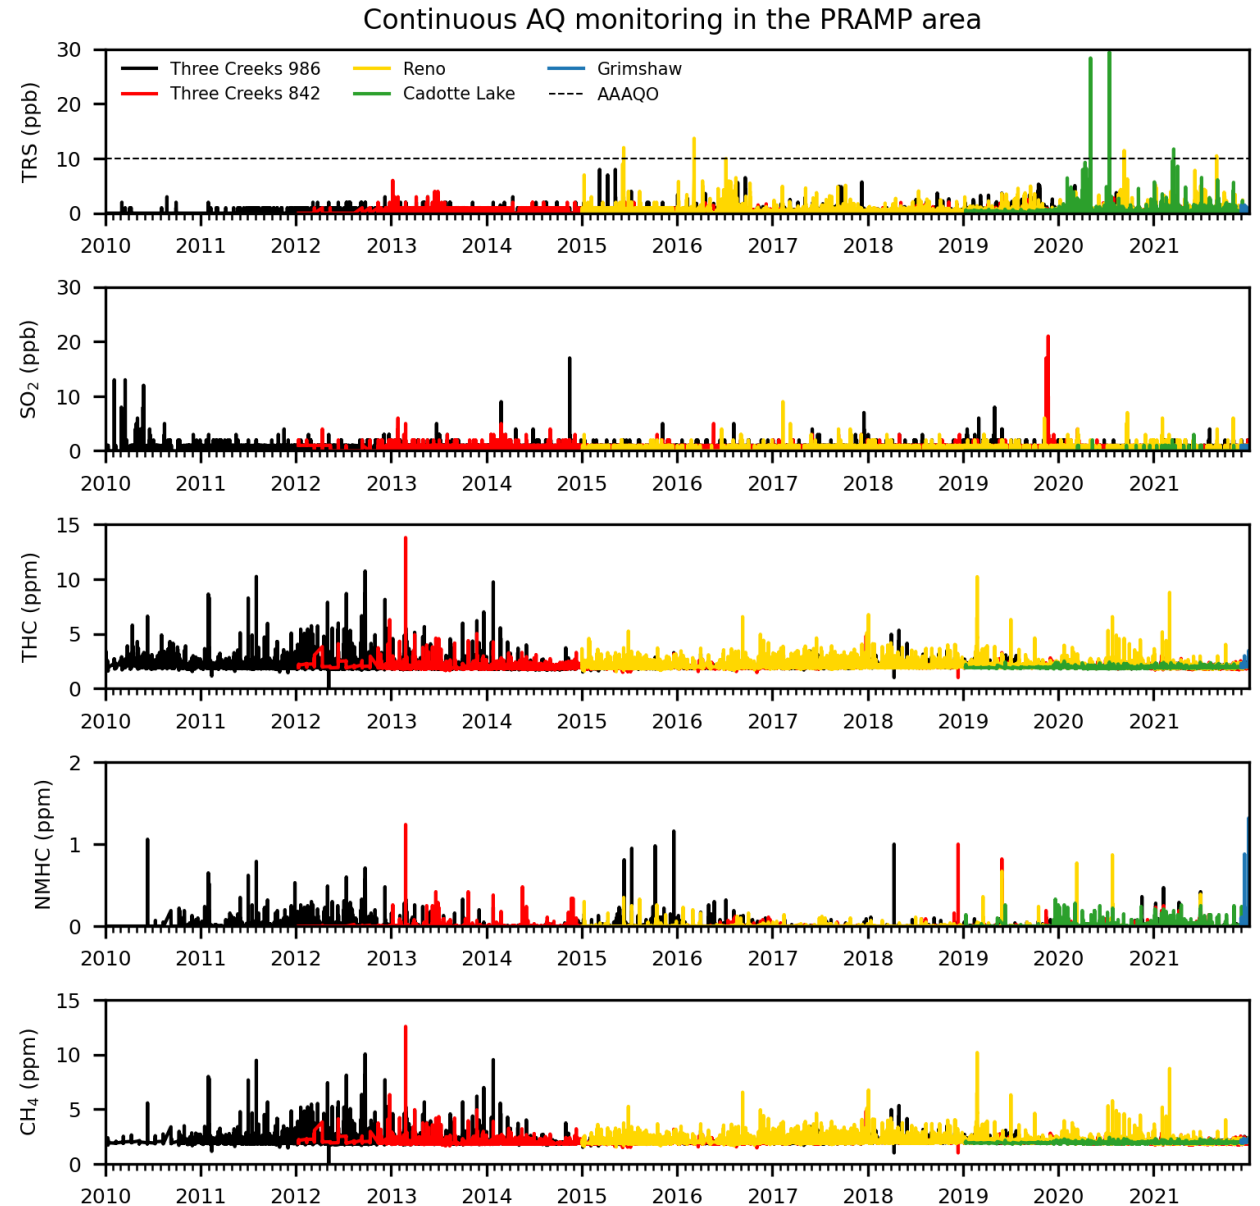 Continuous AQ monitoring in the PRAMP area
TRS (ppb)
30
20
10
0
Three Creeks 986
Reno
Grimshaw
Three Creeks 842
Cadotte Lake
AAAQO
2010 2011 2012 2013 2014 2015 2016 2017 2018 2019 2020 2021
SO₂ (ppb)
30
20
10
0
2010 2011 2012 2013 2014 2015 2016 2017 2018 2019 2020 2021
THC (ppm)
15
10
5
0
2010 2011 2012 2013 2014 2015 2016 2017 2018 2019 2020 2021
NMHC (ppm)
2
1
0
2010 2011 2012 2013 2014 2015 2016 2017 2018 2019 2020 2021
CH₄ (ppm)
15
10
5
0
2010 2011 2012 2013 2014 2015 2016 2017 2018 2019 2020 2021